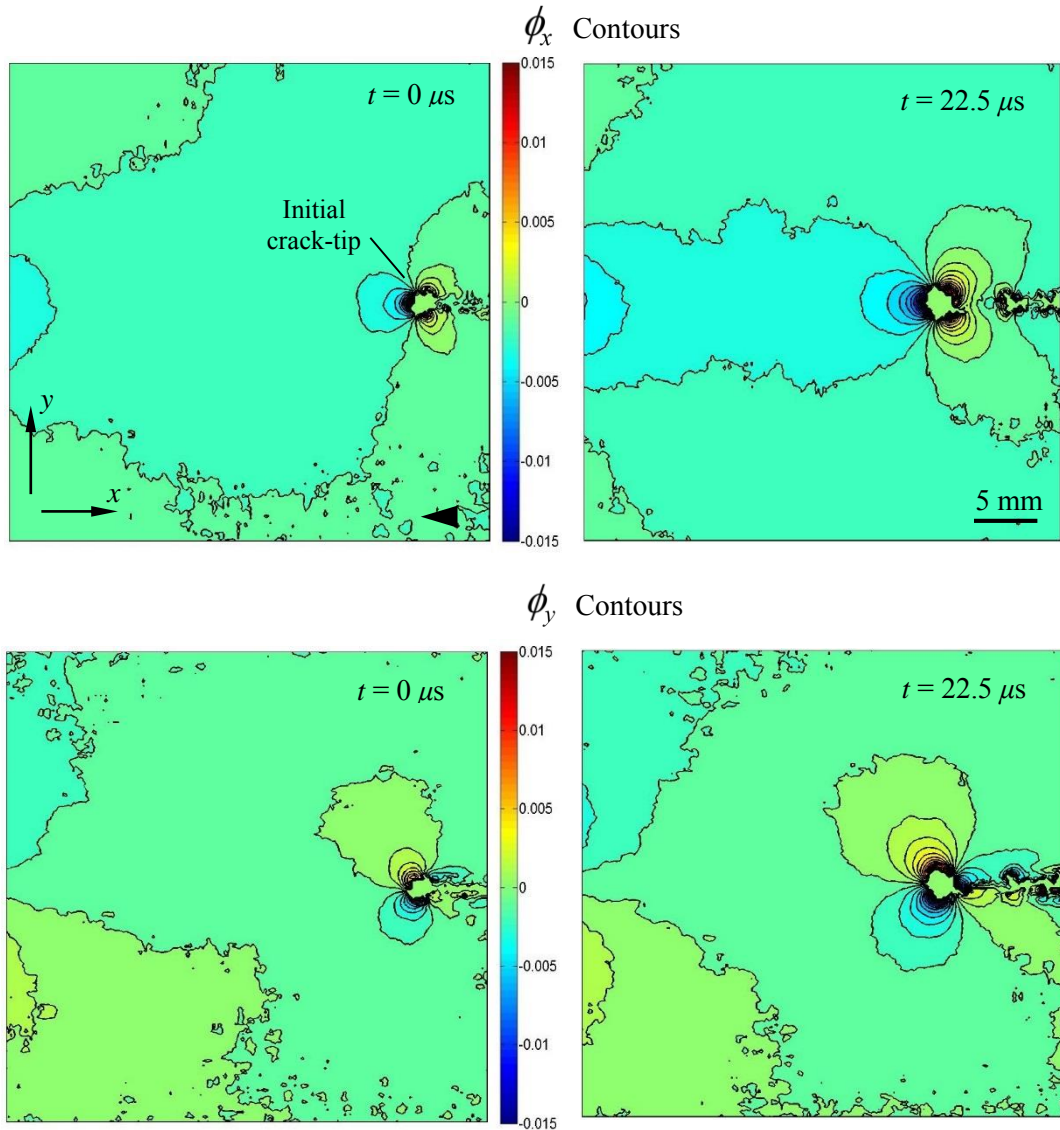 ϕx Contours
t = 0 μs
t = 22.5 μs
Initial
crack-tip
y
x
5 mm
0.015
0.01
0.005
0
-0.005
-0.01
-0.015
ϕy Contours
t = 0 μs
t = 22.5 μs
0.015
0.01
0.005
0
-0.005
-0.01
-0.015